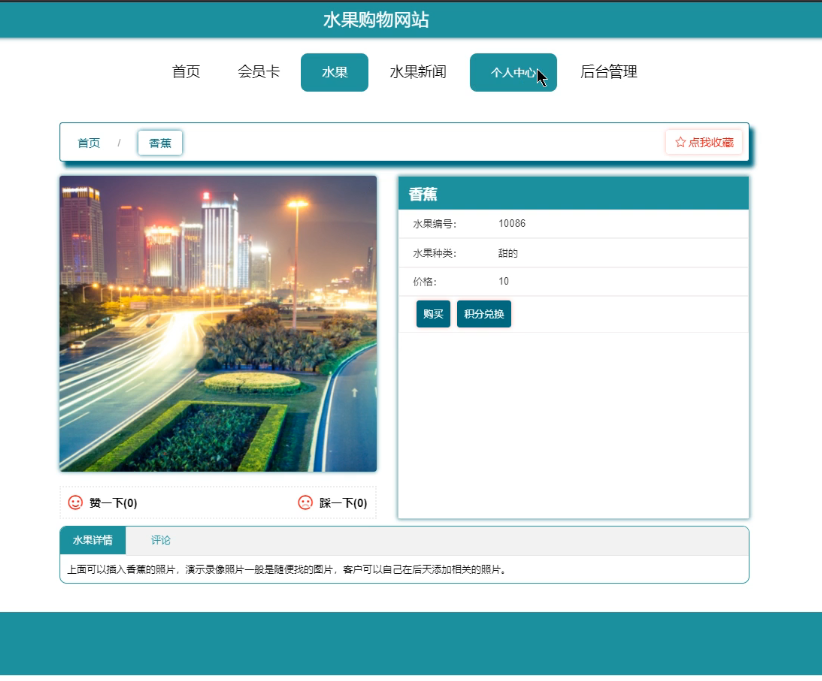 水果购物网站
首页 会员卡 水果 水果新闻 个人中心 后台管理
首页 / 香蕉 点我收藏
香蕉
水果编号： 10086
水果种类： 甜的
价格： 10
购买 积分兑换
赞一下(0) 踩一下(0)
水果详情 评论
上面可以插入香蕉的照片，演示录像照片一般是随便找的图片，客户可以自己在后天添加相关的照片。